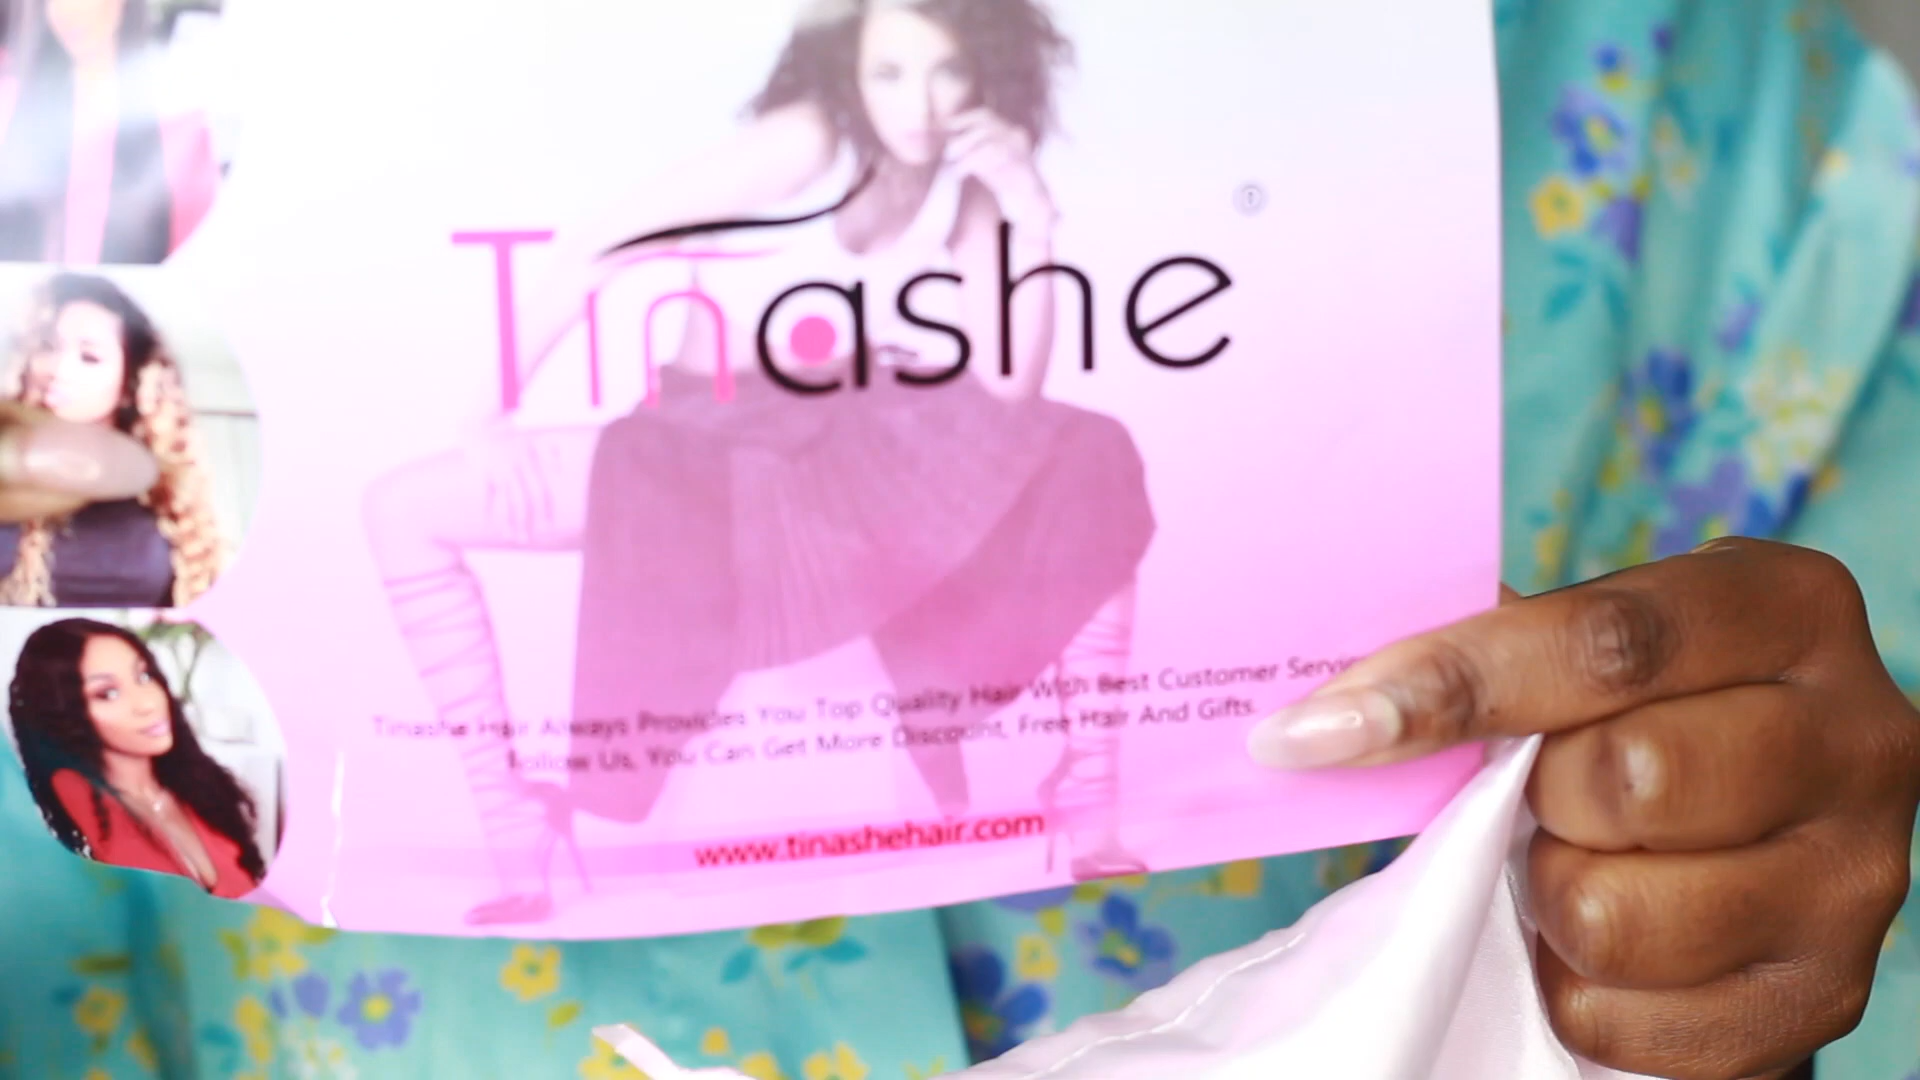 Tinashe
Tinashe Hair Always Provides You Top Quality Hair With Best Customer Servic
Follow Us, You Can Get More Discount, Free Hair And Gifts.
www.tinashehair.com